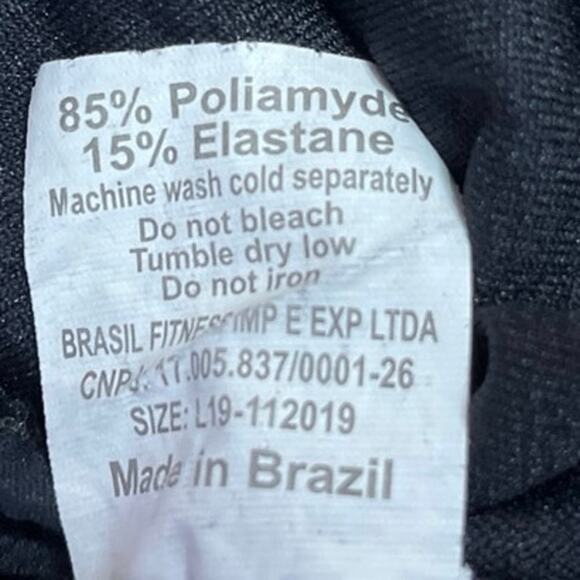 85% Poliamyde
15% Elastane
Machine wash cold separately
Do not bleach
Tumble dry low
Do not iron
BRASIL FITNESS IMP E EXP LTDA
CNPJ: 17.005.837/0001-26
SIZE: L19-112019
Made in Brazil